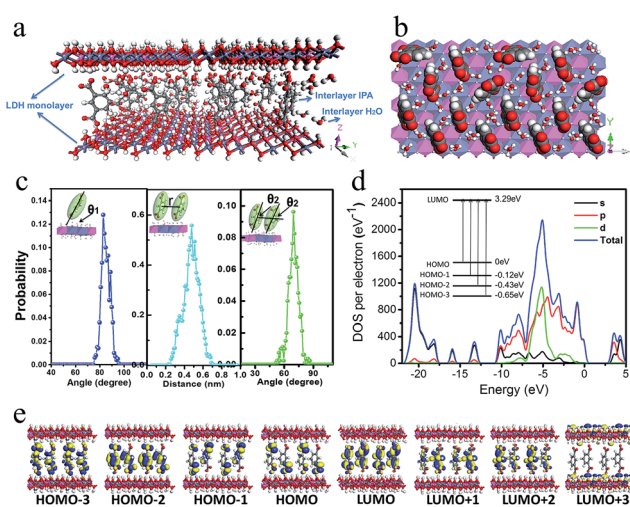 a
LDH monolayer
Interlayer IPA
Interlayer H₂O
Z
Y
X
b
Y
c
Probability
0.14
0.12
0.10
0.08
0.06
0.04
0.02
0.00
θ₁
40 60 80 100
Angle (degree)
0.6
0.4
0.2
0.0
r
0.0 0.2 0.4 0.6 0.8 1.0
Distance (nm)
0.10
0.08
0.06
0.04
0.02
0.00
θ₂
θ₂
30 60 90
Angle (degree)
d
DOS per electron (eV⁻¹)
2800
2400
2000
1600
1200
800
400
0
LUMO 3.29eV
HOMO 0eV
HOMO-1 -0.12eV
HOMO-2 -0.43eV
HOMO-3 -0.65eV
s
p
d
Total
-20 -15 -10 -5 0 5
Energy (eV)
e
HOMO-3 HOMO-2 HOMO-1 HOMO LUMO LUMO+1 LUMO+2 LUMO+3